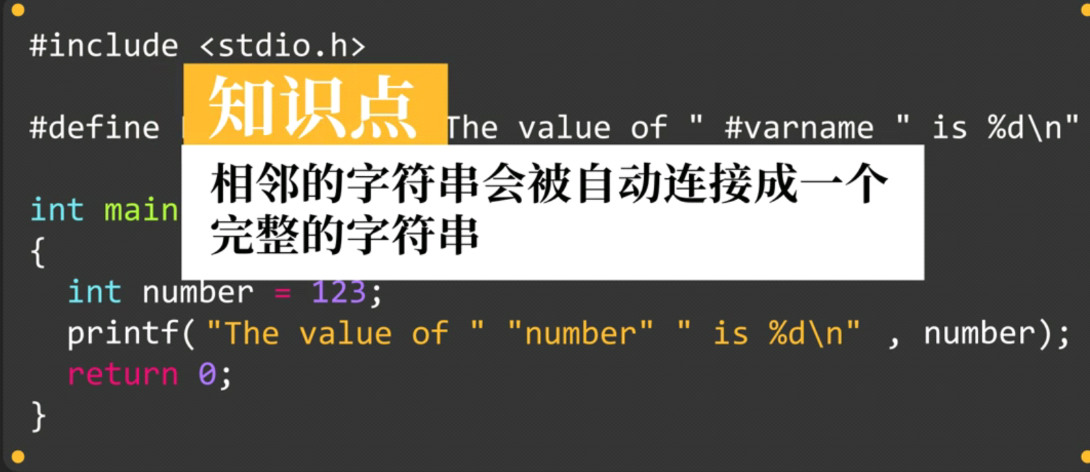 #include <stdio.h>
知识点
#define The value of " #varname " is %d\n"
相邻的字符串会被自动连接成一个
完整的字符串
int main
{
int number = 123;
printf("The value of " "number" " is %d\n" , number);
return 0;
}